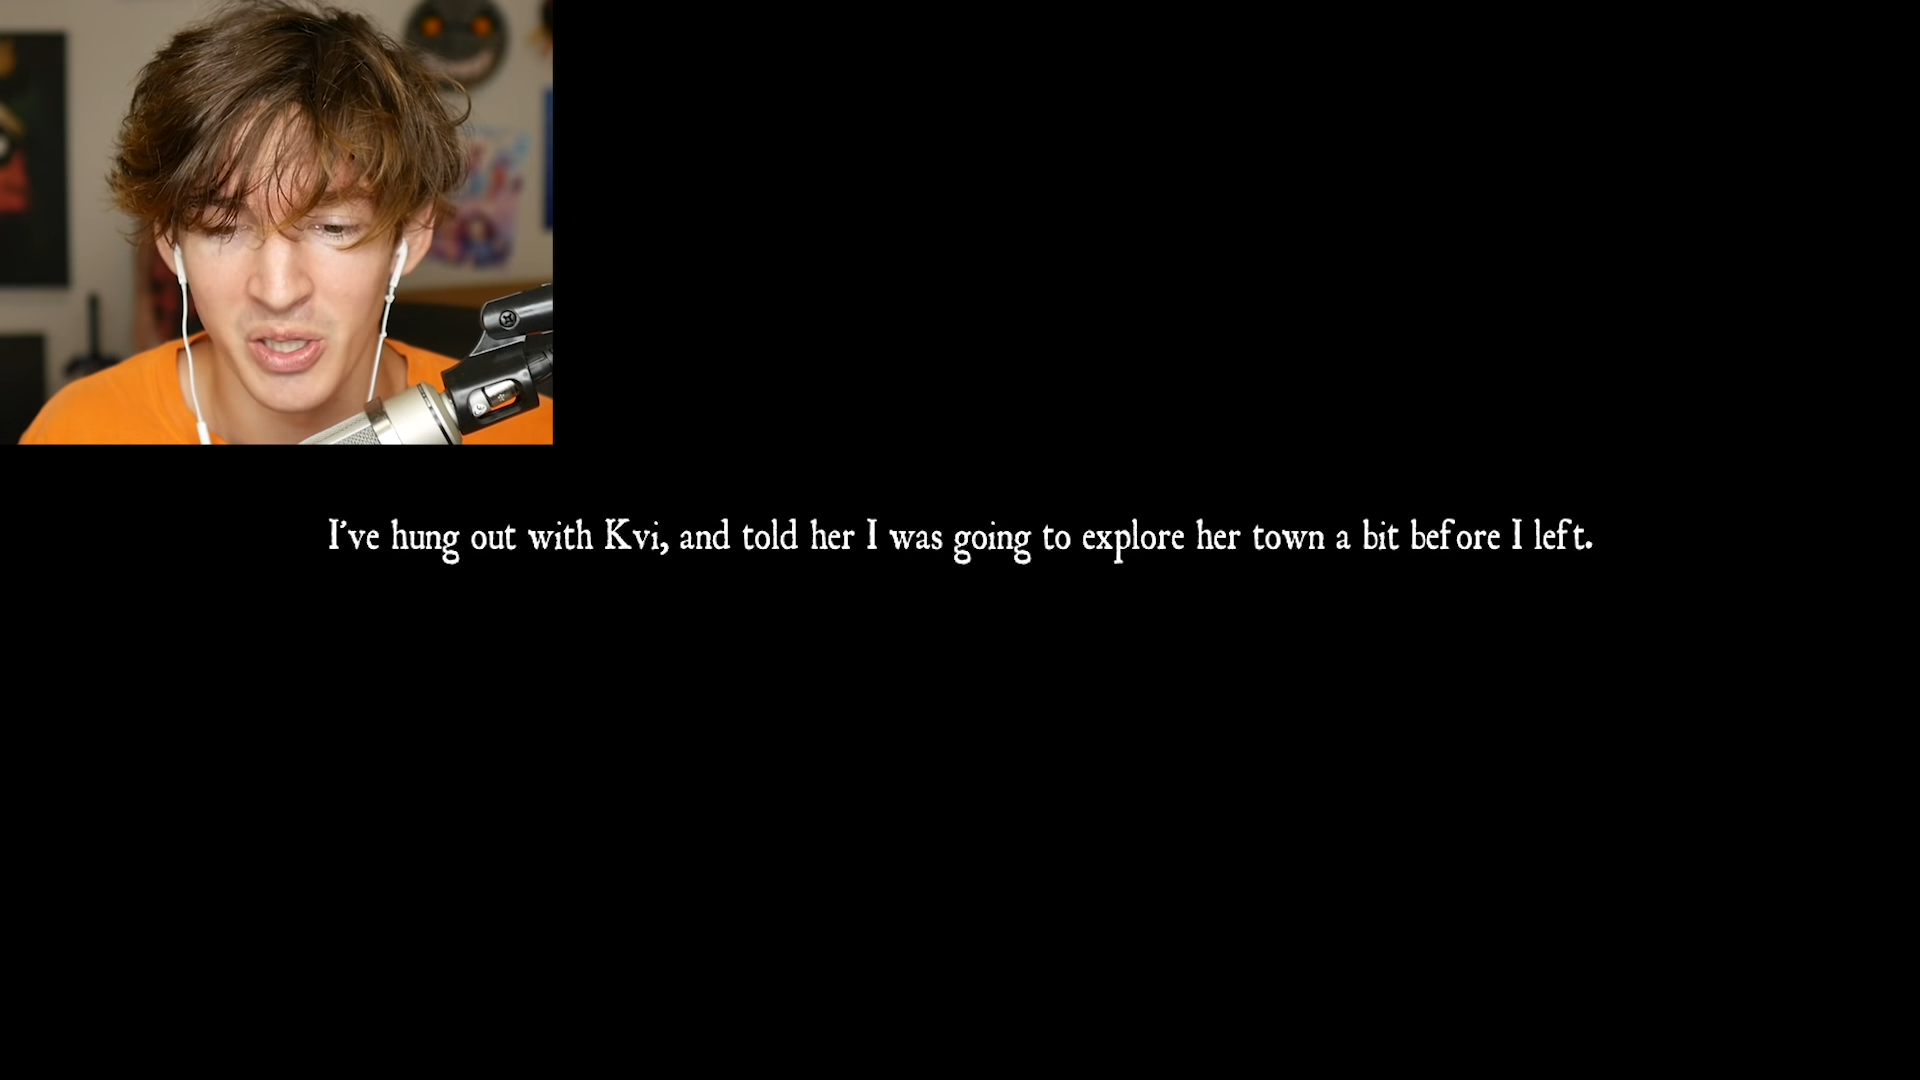 I've hung out with Kvi, and told her I was going to explore her town a bit before I left.